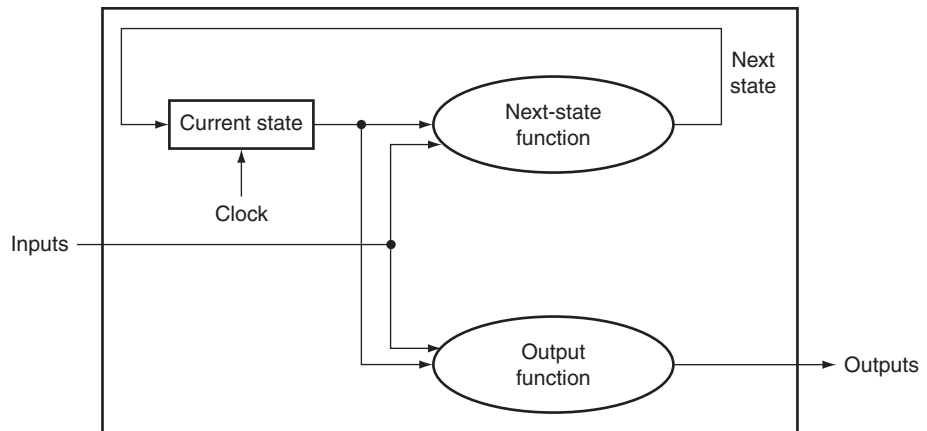 Next
state
Current state
Next-state
function
Clock
Inputs
Output
function
Outputs